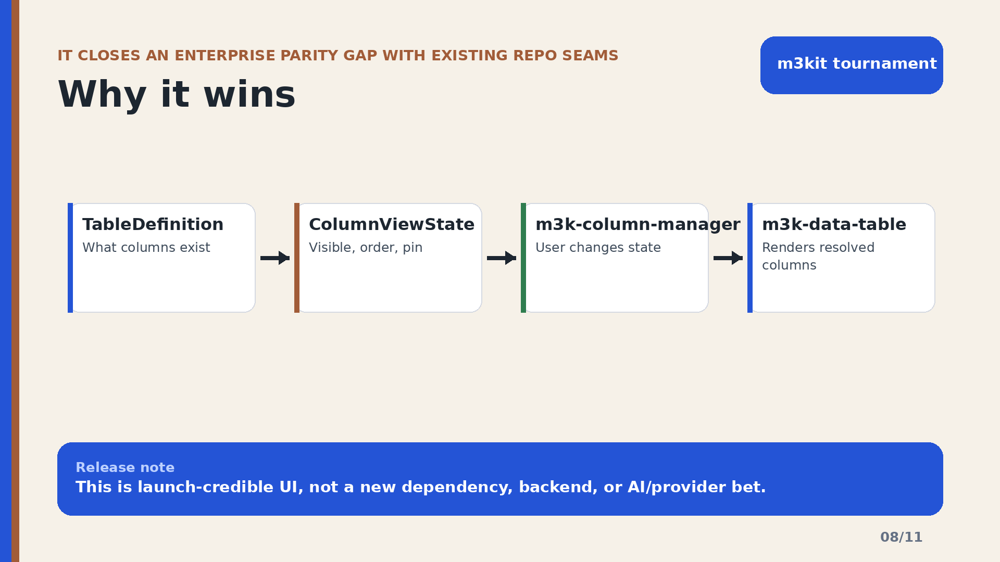 IT CLOSES AN ENTERPRISE PARITY GAP WITH EXISTING REPO SEAMS
Why it wins
m3kit tournament
TableDefinition
What columns exist
ColumnViewState
Visible, order, pin
m3k-column-manager
User changes state
m3k-data-table
Renders resolved
columns
Release note
This is launch-credible UI, not a new dependency, backend, or AI/provider bet.
08/11